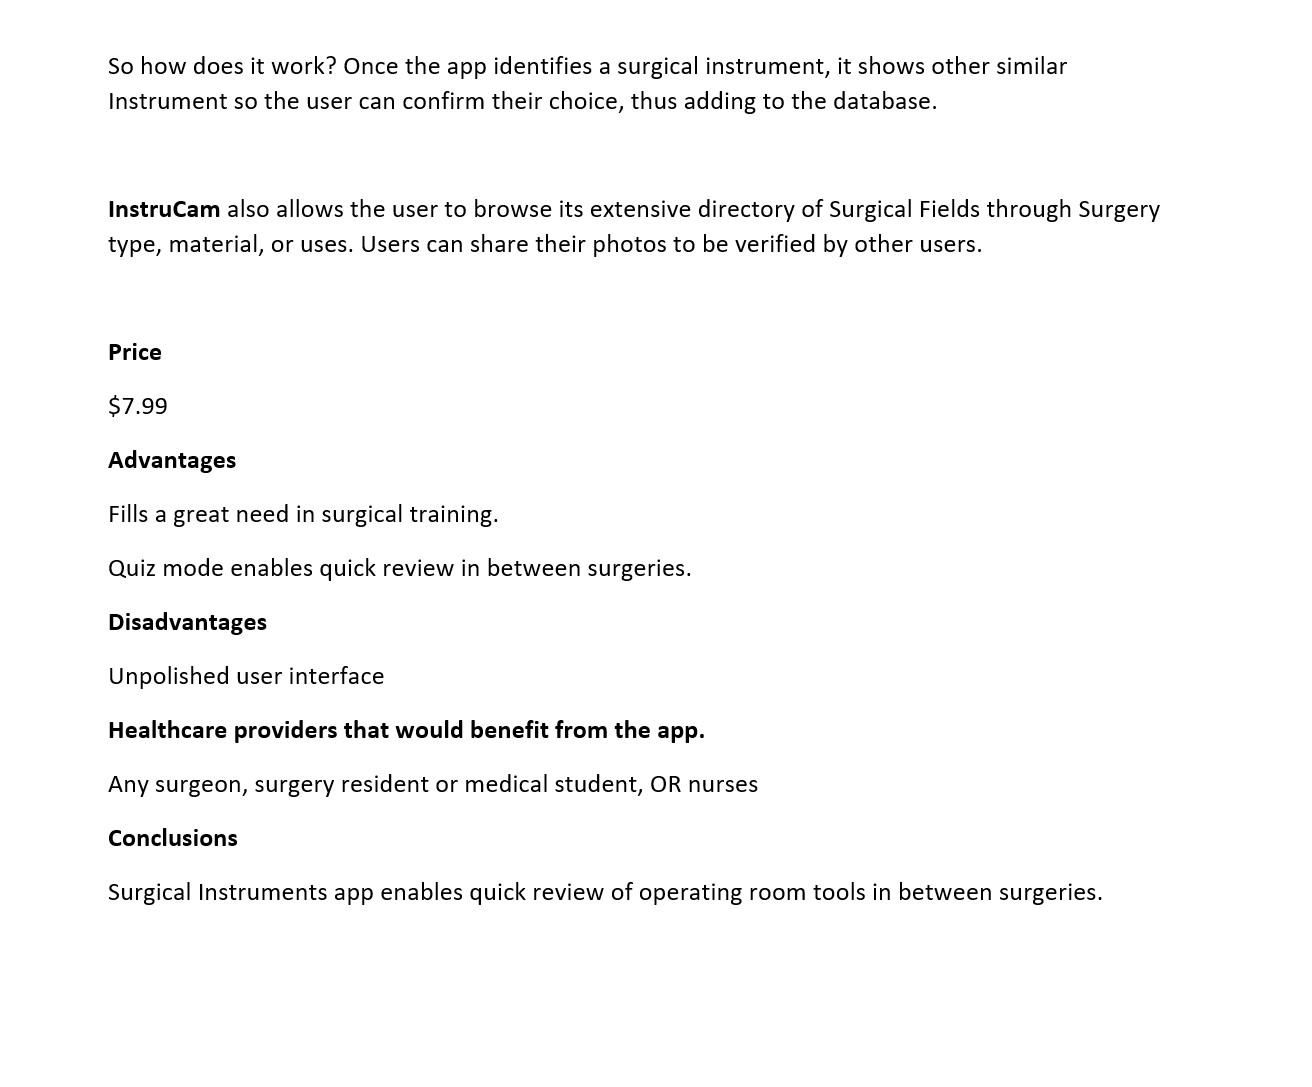 So how does it work? Once the app identifies a surgical instrument, it shows other similar
Instrument so the user can confirm their choice, thus adding to the database.
InstruCam also allows the user to browse its extensive directory of Surgical Fields through Surgery
type, material, or uses. Users can share their photos to be verified by other users.
Price
$7.99
Advantages
Fills a great need in surgical training.
Quiz mode enables quick review in between surgeries.
Disadvantages
Unpolished user interface
Healthcare providers that would benefit from the app.
Any surgeon, surgery resident or medical student, OR nurses
Conclusions
Surgical Instruments app enables quick review of operating room tools in between surgeries.